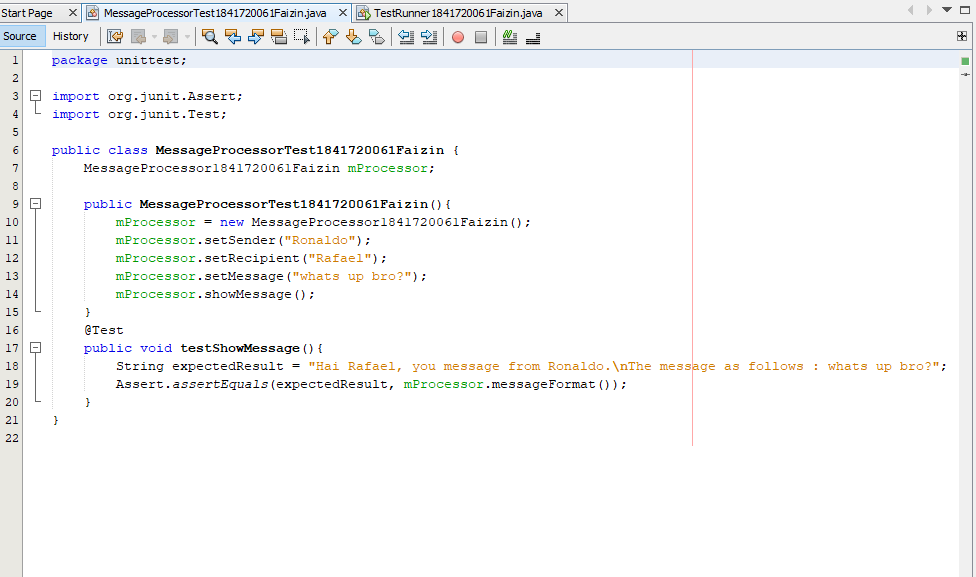 Start Page MessageProcessorTest1841720061Faizin.java TestRunner1841720061Faizin.java
Source History
1 package unittest;
2
3 import org.junit.Assert;
4 import org.junit.Test;
5
6 public class MessageProcessorTest1841720061Faizin {
7 MessageProcessor1841720061Faizin mProcessor;
8
9 public MessageProcessorTest1841720061Faizin(){
10 mProcessor = new MessageProcessor1841720061Faizin();
11 mProcessor.setSender("Ronaldo");
12 mProcessor.setRecipient("Rafael");
13 mProcessor.setMessage("whats up bro?");
14 mProcessor.showMessage();
15 }
16 @Test
17 public void testShowMessage(){
18 String expectedResult = "Hai Rafael, you message from Ronaldo.\nThe message as follows : whats up bro?";
19 Assert.assertEquals(expectedResult, mProcessor.messageFormat());
20 }
21 }
22